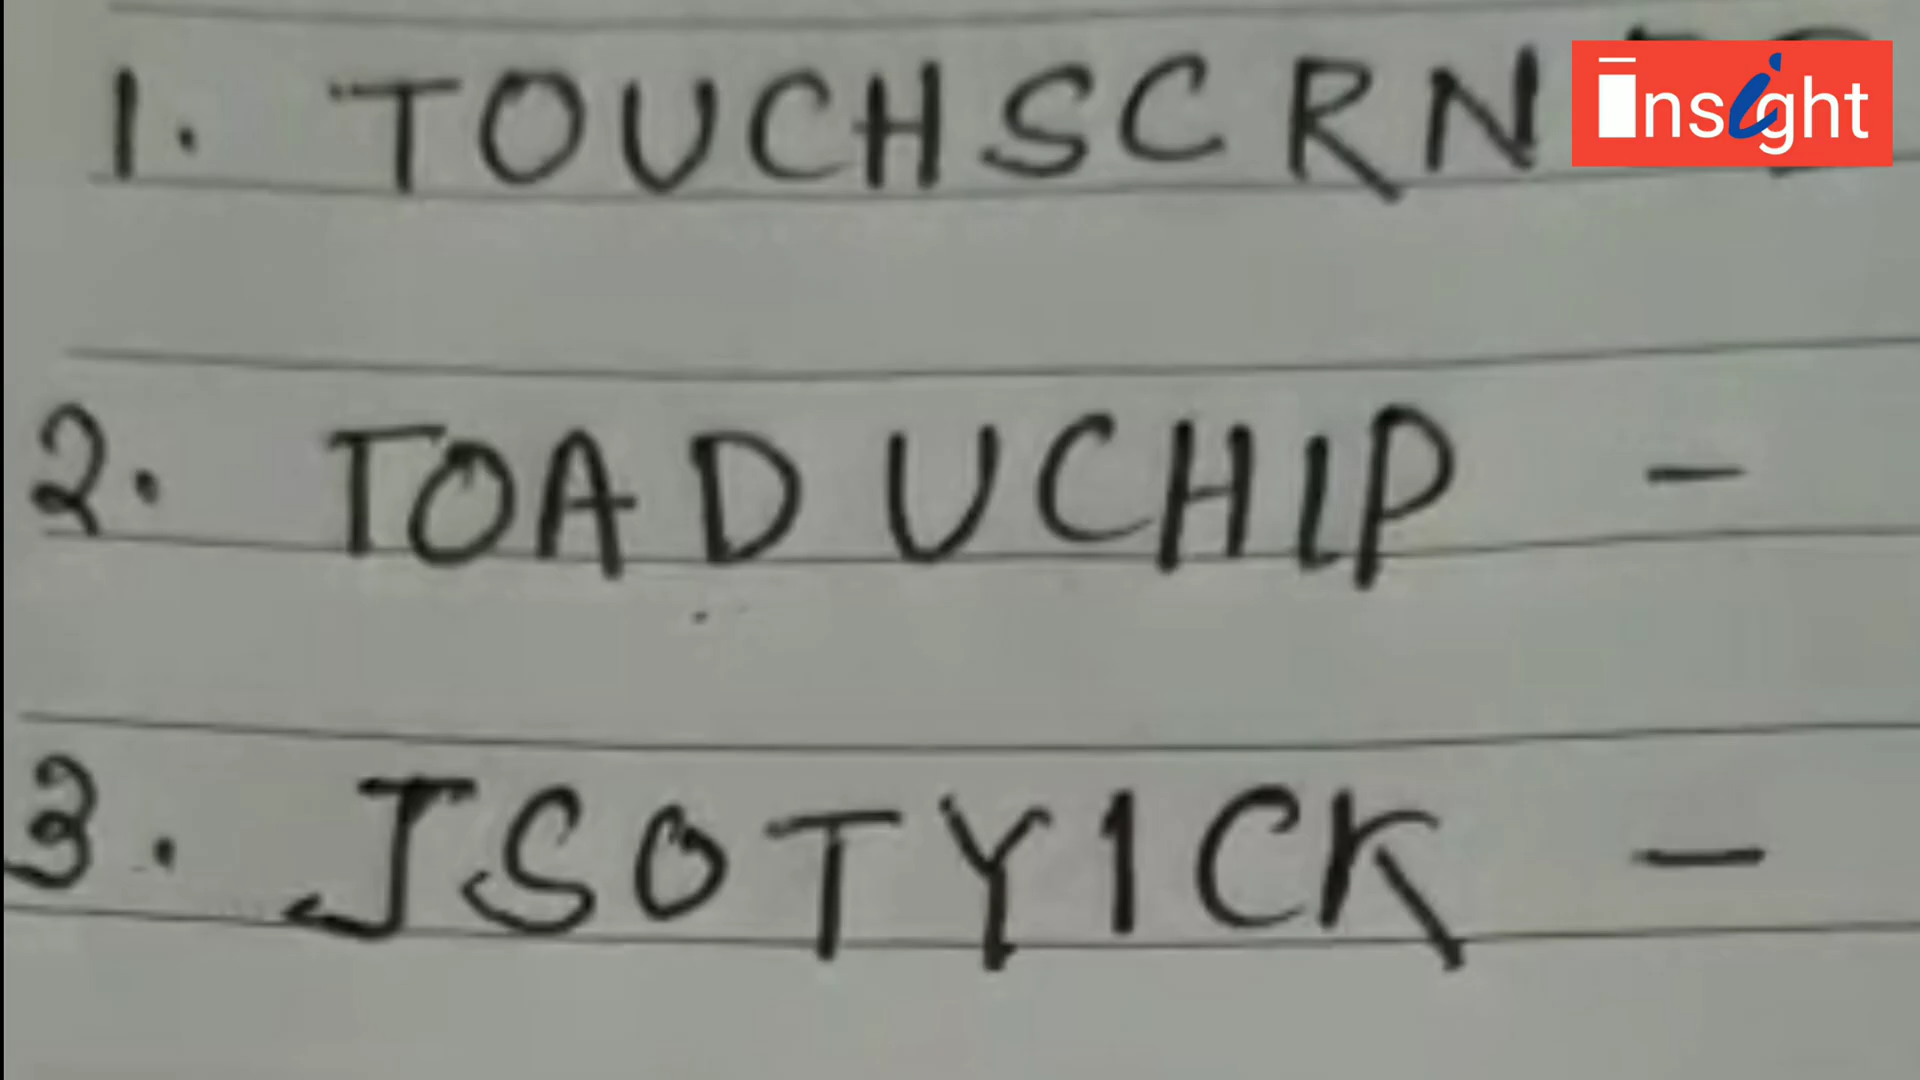 1. TOUCHSCRN
Insight
2. TOADUCHIP -
3. JSOTYICK -